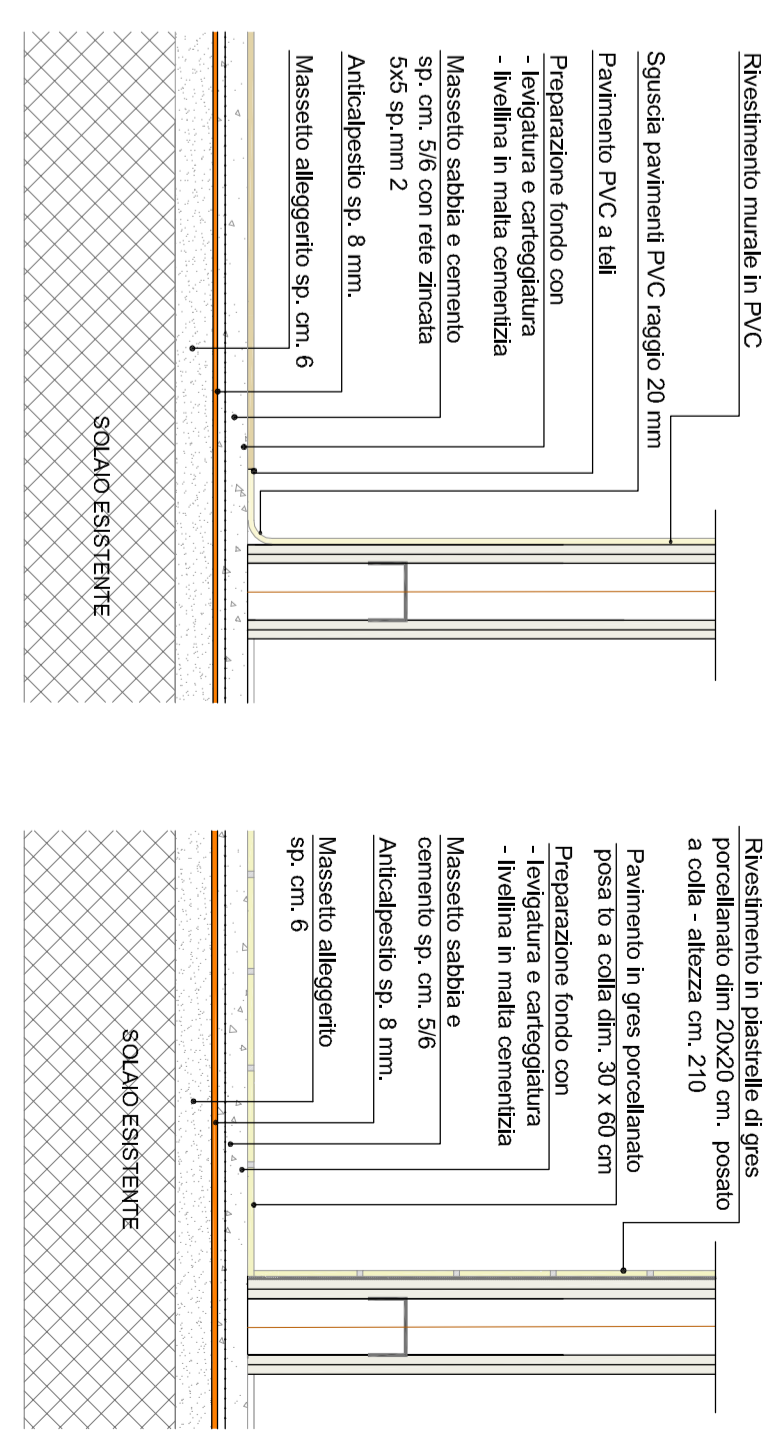 Rivestimento murale in PVC
Sguscia pavimenti PVC raggio 20 mm
Pavimento PVC a teli
Preparazione fondo con
- levigatura e carteggiatura
- livellina in malta cementizia
Massetto sabbia e cemento
sp. cm. 5/6 con rete zincata
5x5 sp.mm 2
Anticalpestio sp. 8 mm.
Massetto alleggerito sp. cm. 6
SOLAIO ESISTENTE
Rivestimento in piastrelle di gres
porcellanato dim 20x20 cm. posato
a colla - altezza cm. 210
Pavimento in gres porcellanato
posa to a colla dim. 30 x 60 cm
Preparazione fondo con
- levigatura e carteggiatura
- livellina in malta cementizia
Massetto sabbia e
cemento sp. cm. 5/6
Anticalpestio sp. 8 mm.
Massetto alleggerito
sp. cm. 6
SOLAIO ESISTENTE